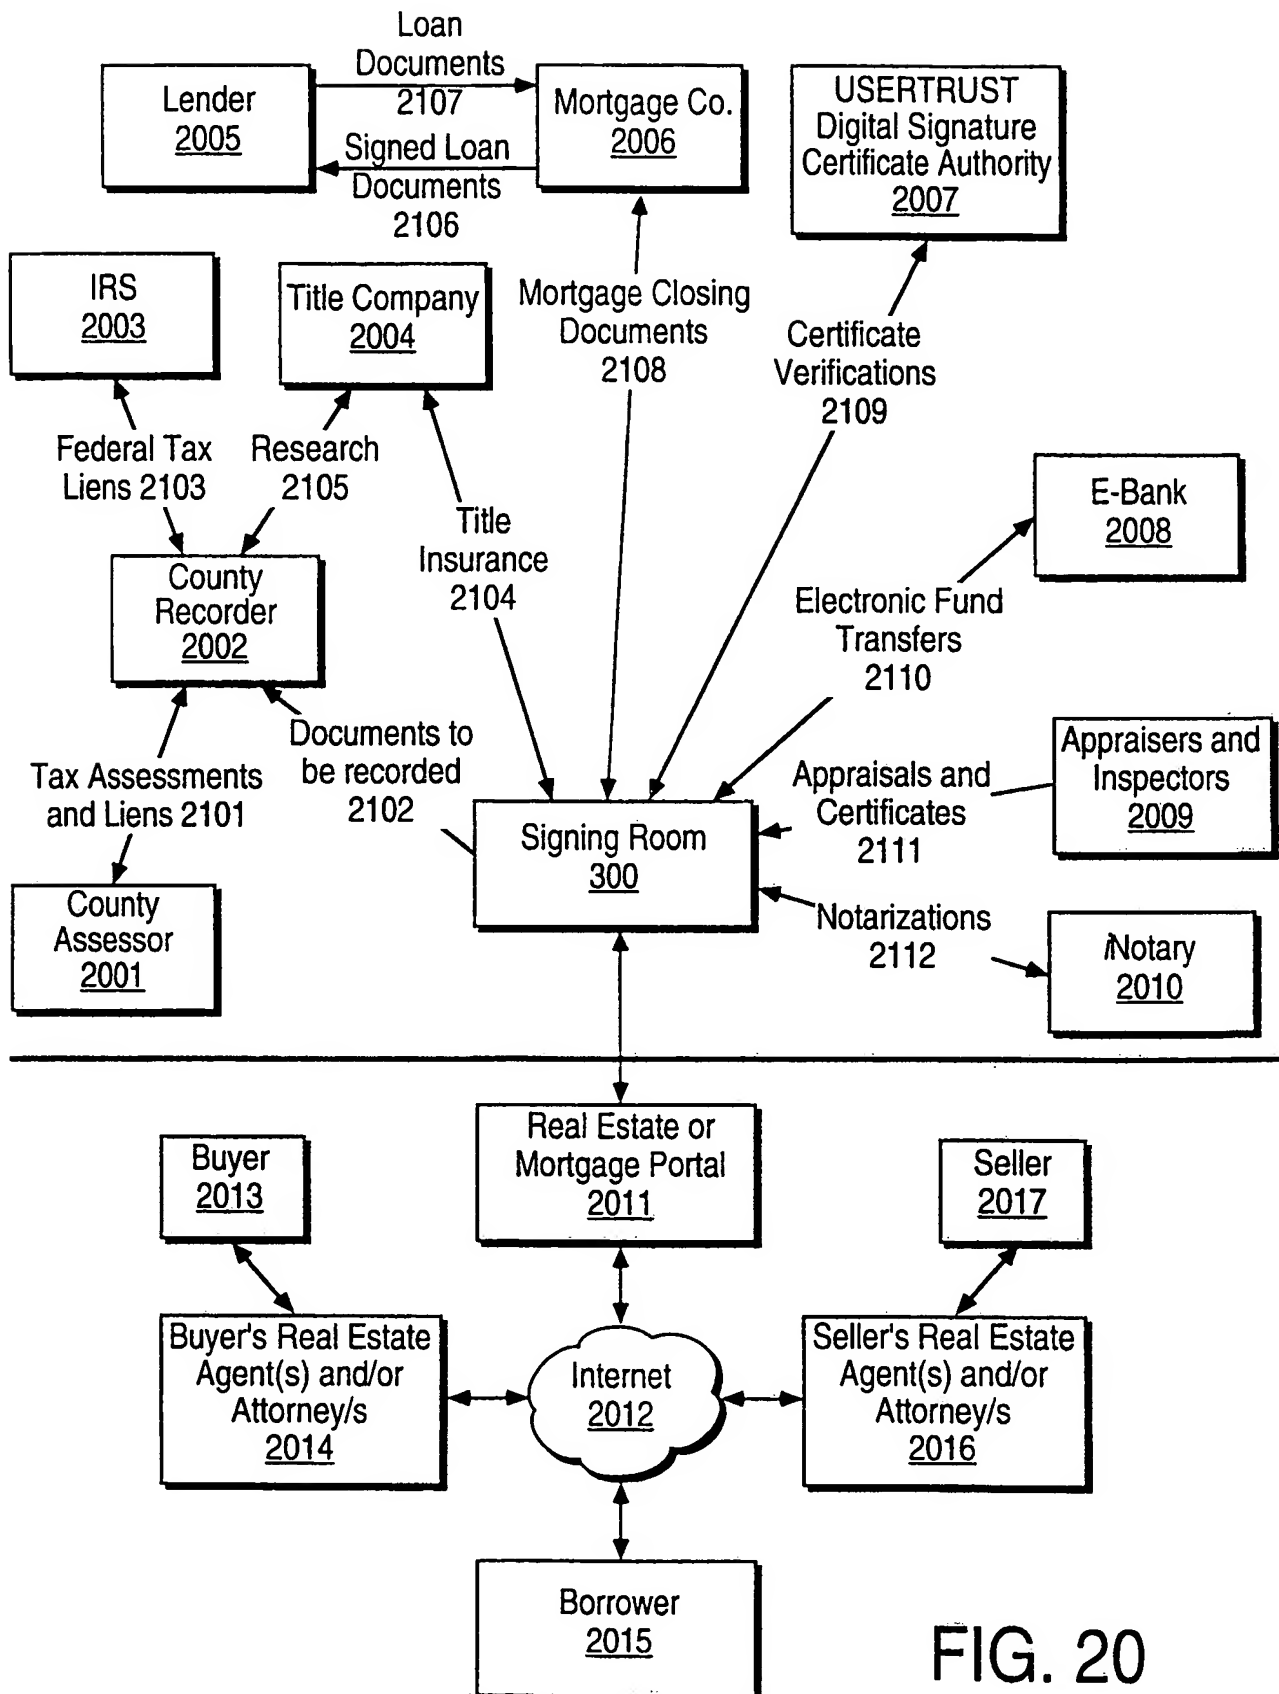 Loan
Documents
2107
Lender
2005
Mortgage Co.
2006
Signed Loan
Documents
2106
USERTRUST
Digital Signature
Certificate Authority
2007
IRS
2003
Title Company
2004
Mortgage Closing
Documents
2108
Certificate
Verifications
2109
Federal Tax
Liens 2103
Research
2105
E-Bank
2008
Title
Insurance
2104
County
Recorder
2002
Electronic Fund
Transfers
2110
Documents to
be recorded
2102
Tax Assessments
and Liens 2101
Appraisals and
Certificates
2111
Appraisers and
Inspectors
2009
Signing Room
300
County
Assessor
2001
Notarizations
2112
iNotary
2010
Real Estate or
Mortgage Portal
2011
Buyer
2013
Seller
2017
Buyer's Real Estate
Agent(s) and/or
Attorney/s
2014
Internet
2012
Seller's Real Estate
Agent(s) and/or
Attorney/s
2016
Borrower
2015
FIG. 20